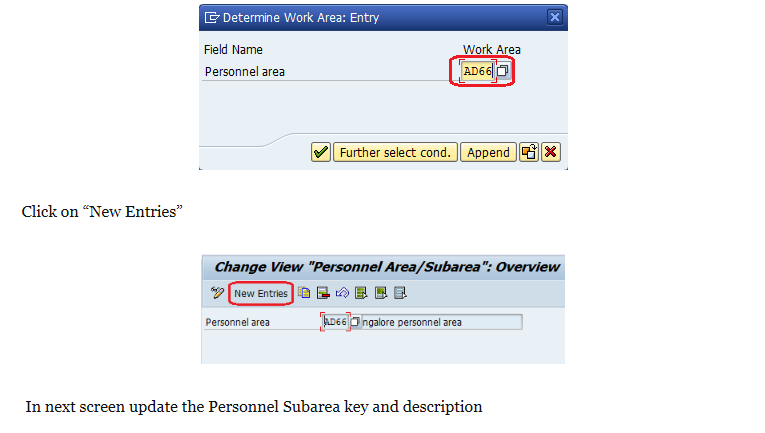 Determine Work Area: Entry
Field Name Work Area
Personnel area AD66
Further select cond. Append
Click on “New Entries”
Change View "Personnel Area/Subarea": Overview
New Entries
Personnel area AD66 ngalore personnel area
In next screen update the Personnel Subarea key and description